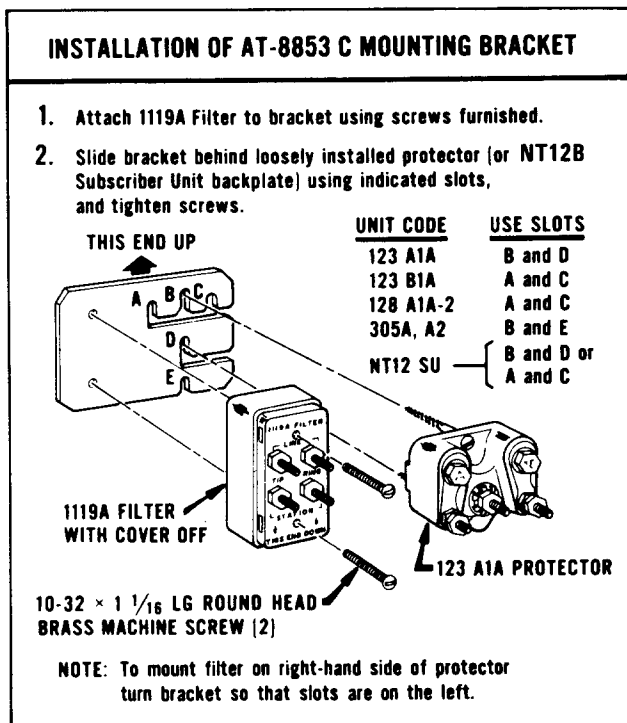 INSTALLATION OF AT-8853 C MOUNTING BRACKET
1. Attach 1119A Filter to bracket using screws furnished.
2. Slide bracket behind loosely installed protector (or NT12B
Subscriber Unit backplate) using indicated slots,
and tighten screws.
UNIT CODE USE SLOTS
123 A1A B and D
123 B1A A and C
128 A1A-2 A and C
305A, A2 B and E
NT12 SU B and D or
A and C
THIS END UP
A B C
D
E
1119A FILTER
LINE
TIP RING
STATION
THIS END DOWN
1119A FILTER
WITH COVER OFF
123 A1A PROTECTOR
10-32 × 1 1/16 LG ROUND HEAD
BRASS MACHINE SCREW (2)
NOTE: To mount filter on right-hand side of protector
turn bracket so that slots are on the left.